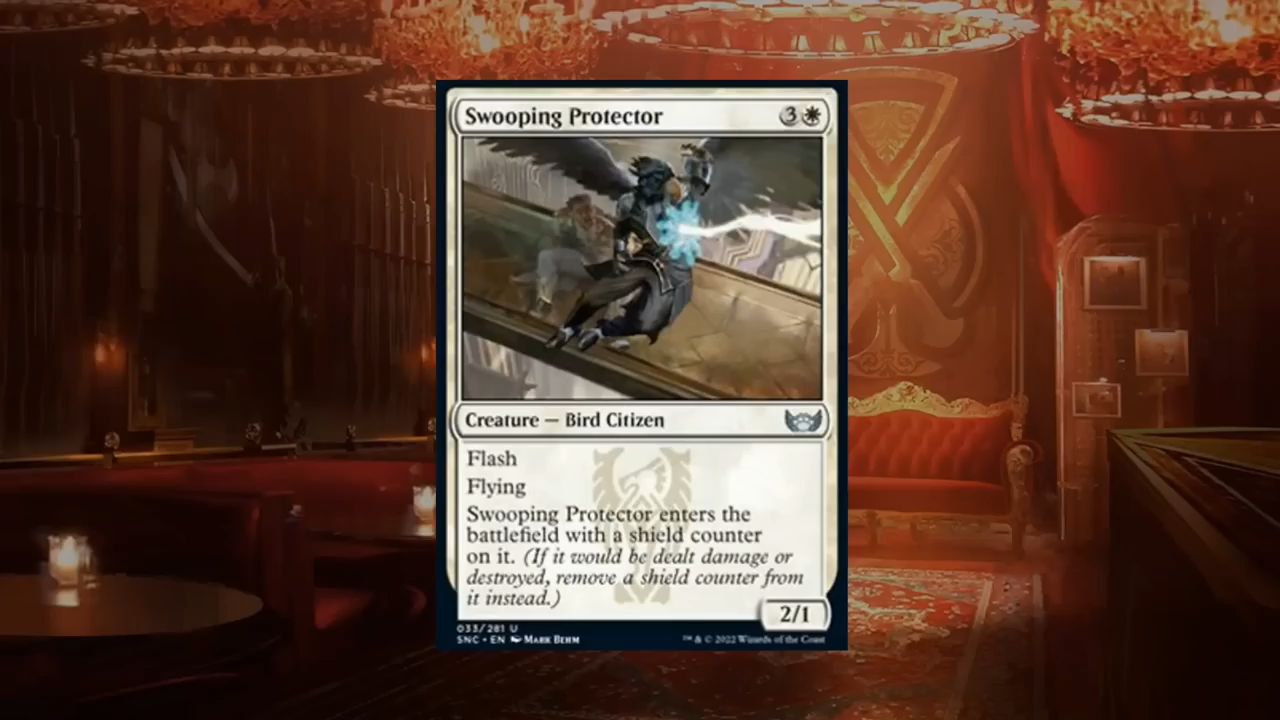 Swooping Protector 3
Creature — Bird Citizen
Flash
Flying
Swooping Protector enters the
battlefield with a shield counter
on it. (If it would be dealt damage or
destroyed, remove a shield counter from
it instead.)
2/1
033/281 U
SNC • EN Mark Behm
™ & © 2022 Wizards of the Coast